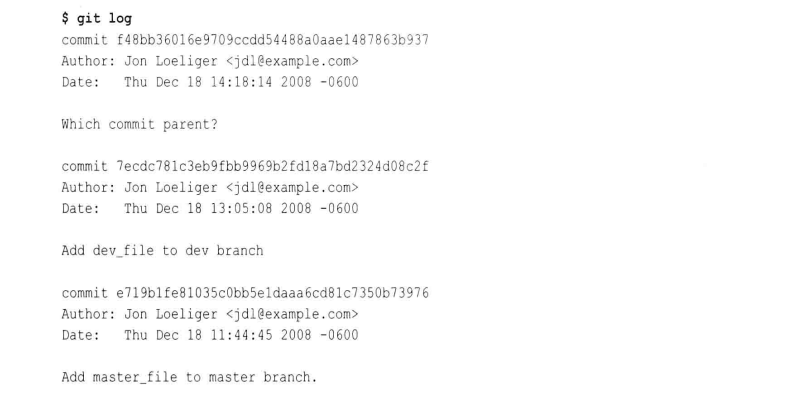 $ git log
commit f48bb36016e9709ccdd54488a0aae1487863b937
Author: Jon Loeliger <jdl@example.com>
Date: Thu Dec 18 14:18:14 2008 -0600
Which commit parent?
commit 7ecdc781c3eb9fbb9969b2fd18a7bd2324d08c2f
Author: Jon Loeliger <jdl@example.com>
Date: Thu Dec 18 13:05:08 2008 -0600
Add dev_file to dev branch
commit e719b1fe81035c0bb5e1daaa6cd81c7350b73976
Author: Jon Loeliger <jdl@example.com>
Date: Thu Dec 18 11:44:45 2008 -0600
Add master_file to master branch.